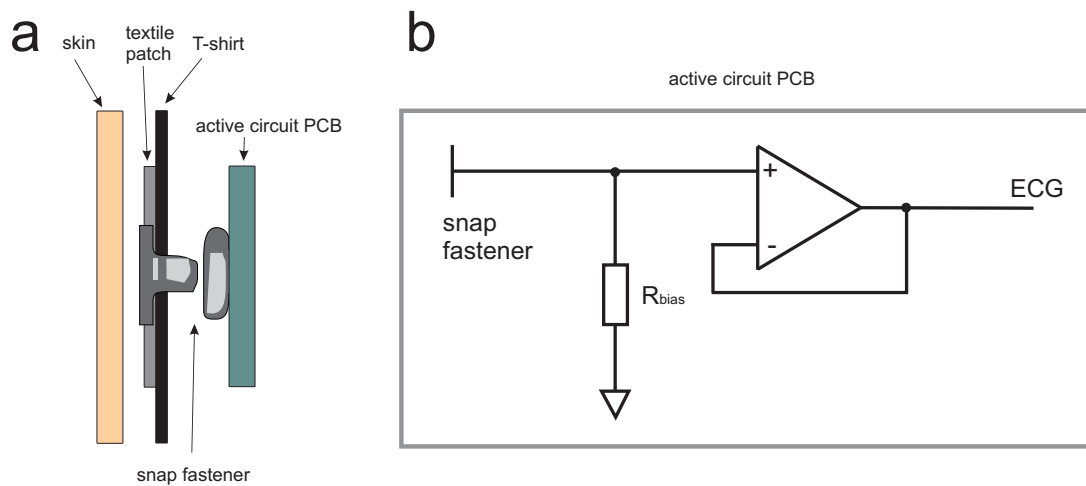 a
skin
textile
patch
T-shirt
active circuit PCB
snap fastener
b
active circuit PCB
+
-
snap
fastener
Rbias
ECG